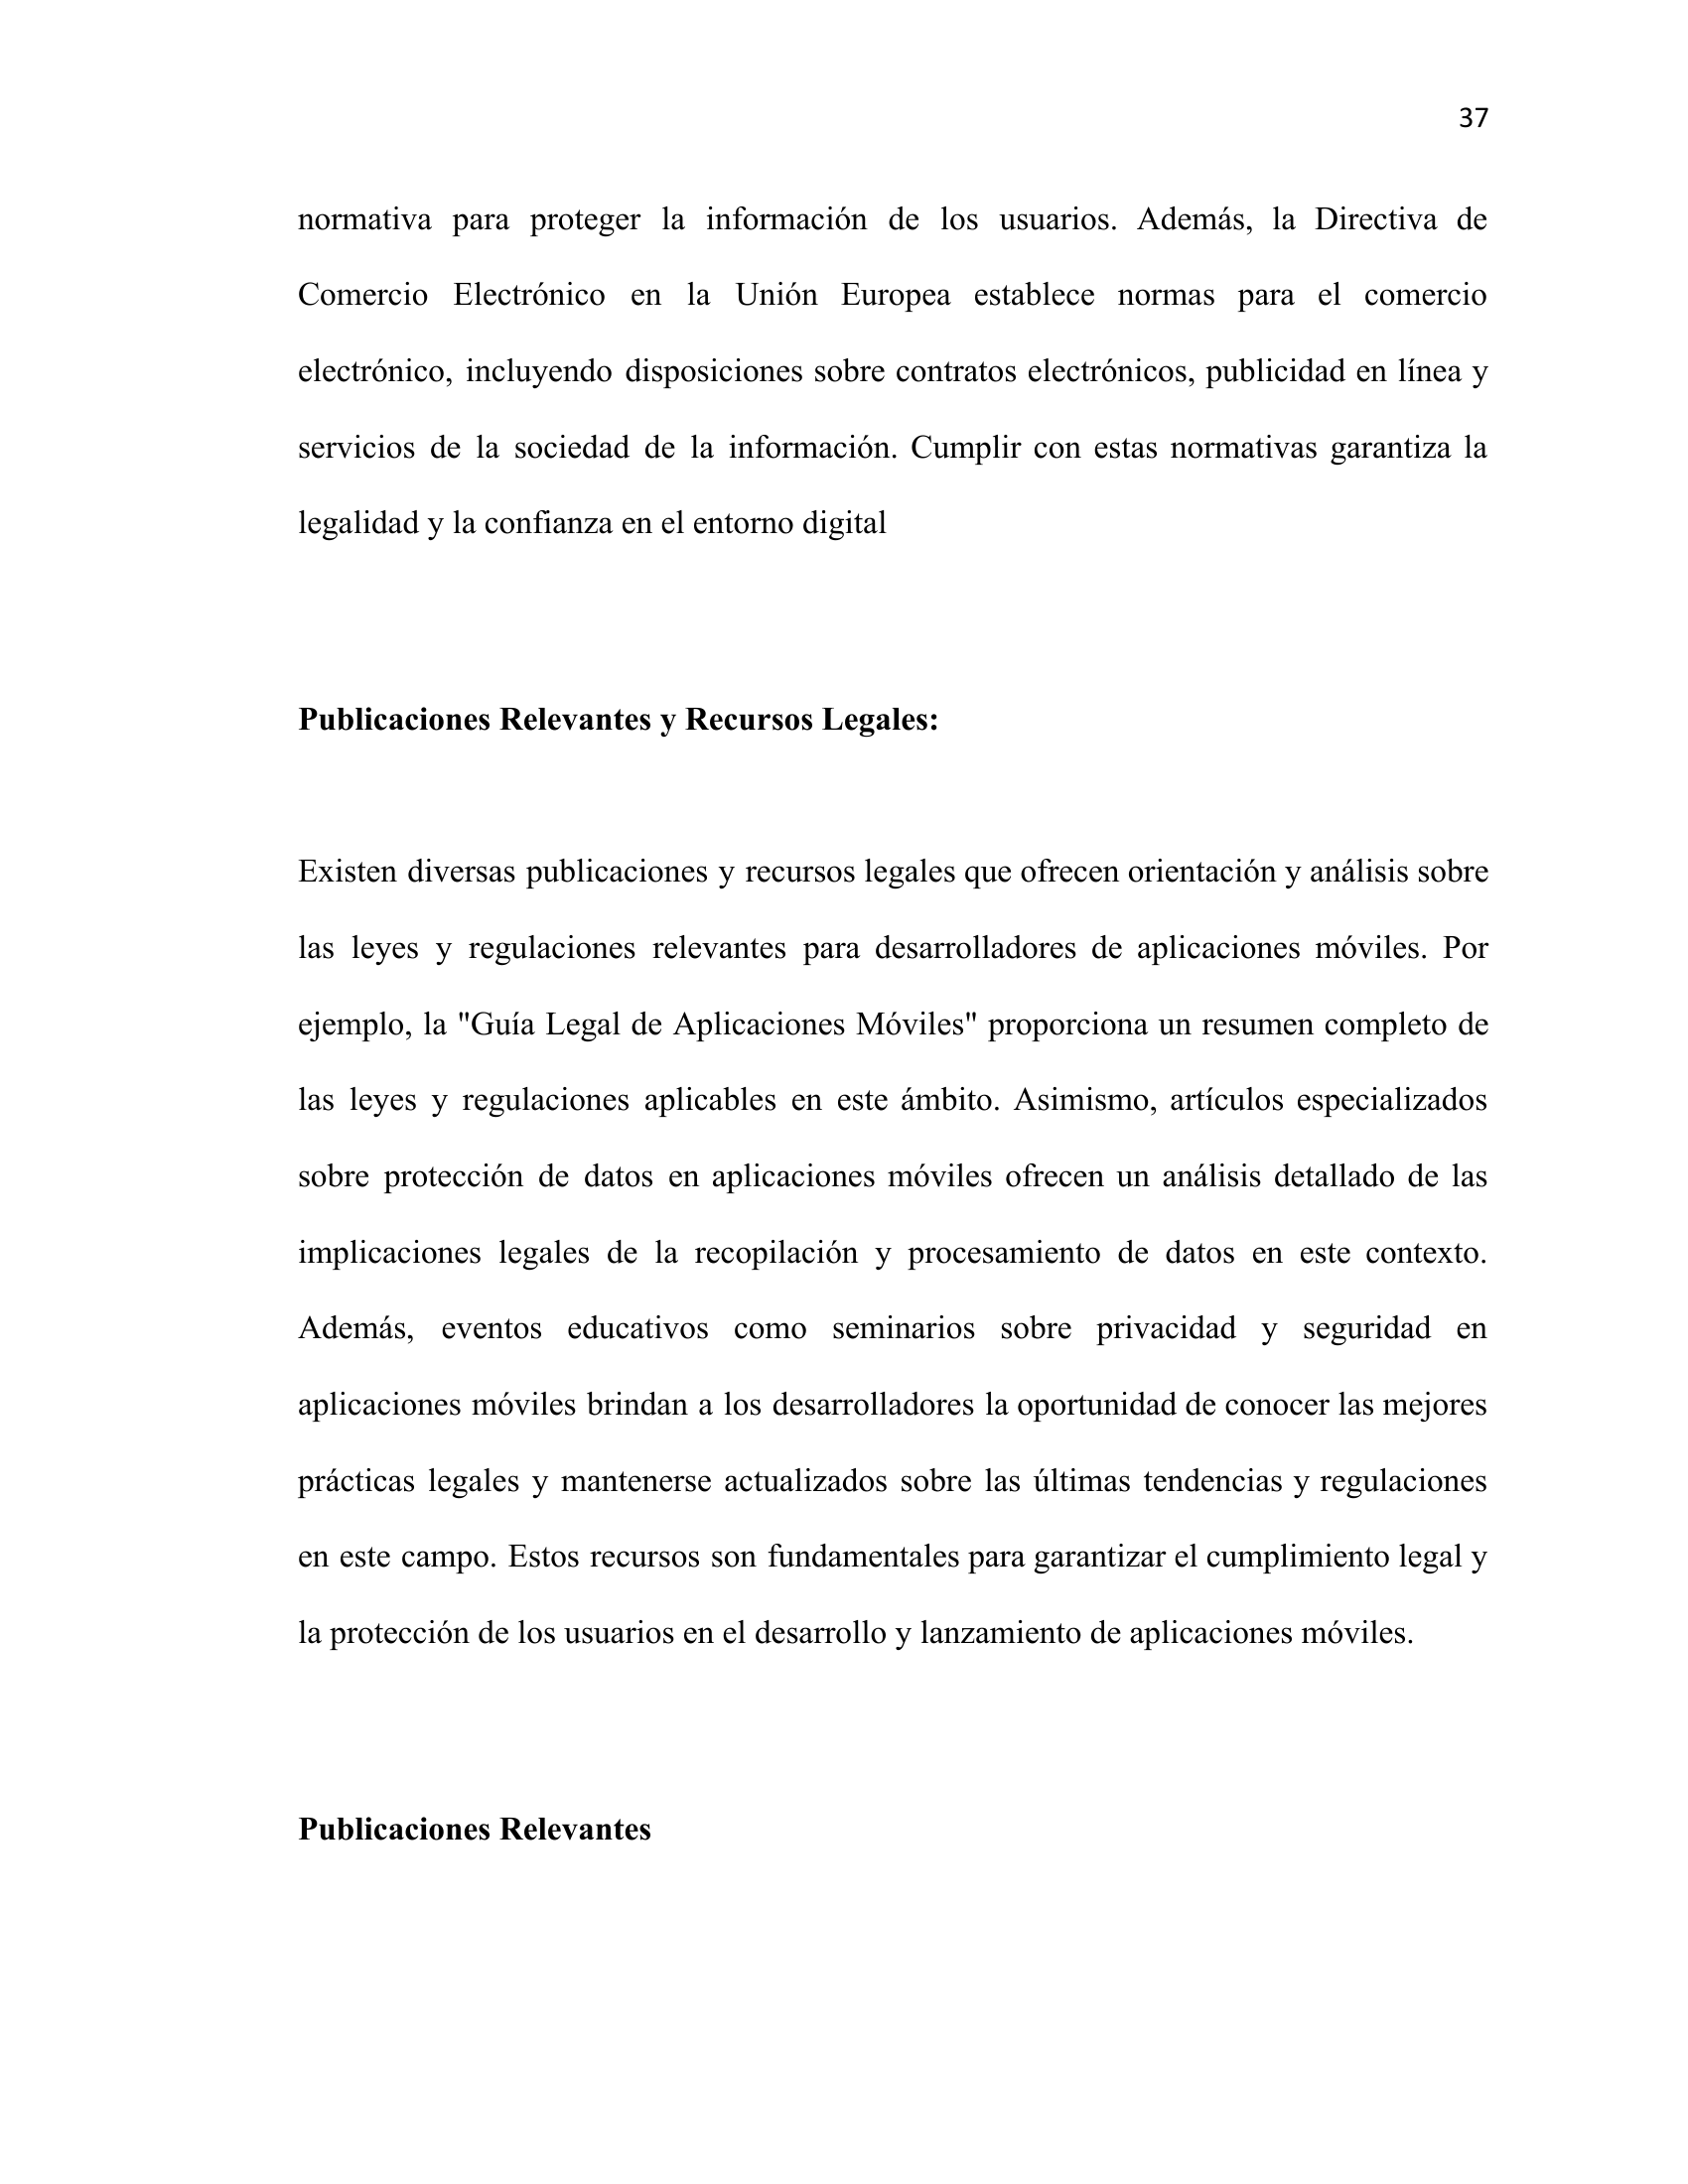 37
normativa para proteger la información de los usuarios. Además, la Directiva de
Comercio Electrónico en la Unión Europea establece normas para el comercio
electrónico, incluyendo disposiciones sobre contratos electrónicos, publicidad en línea y
servicios de la sociedad de la información. Cumplir con estas normativas garantiza la
legalidad y la confianza en el entorno digital
Publicaciones Relevantes y Recursos Legales:
Existen diversas publicaciones y recursos legales que ofrecen orientación y análisis sobre
las leyes y regulaciones relevantes para desarrolladores de aplicaciones móviles. Por
ejemplo, la "Guía Legal de Aplicaciones Móviles" proporciona un resumen completo de
las leyes y regulaciones aplicables en este ámbito. Asimismo, artículos especializados
sobre protección de datos en aplicaciones móviles ofrecen un análisis detallado de las
implicaciones legales de la recopilación y procesamiento de datos en este contexto.
Además, eventos educativos como seminarios sobre privacidad y seguridad en
aplicaciones móviles brindan a los desarrolladores la oportunidad de conocer las mejores
prácticas legales y mantenerse actualizados sobre las últimas tendencias y regulaciones
en este campo. Estos recursos son fundamentales para garantizar el cumplimiento legal y
la protección de los usuarios en el desarrollo y lanzamiento de aplicaciones móviles.
Publicaciones Relevantes